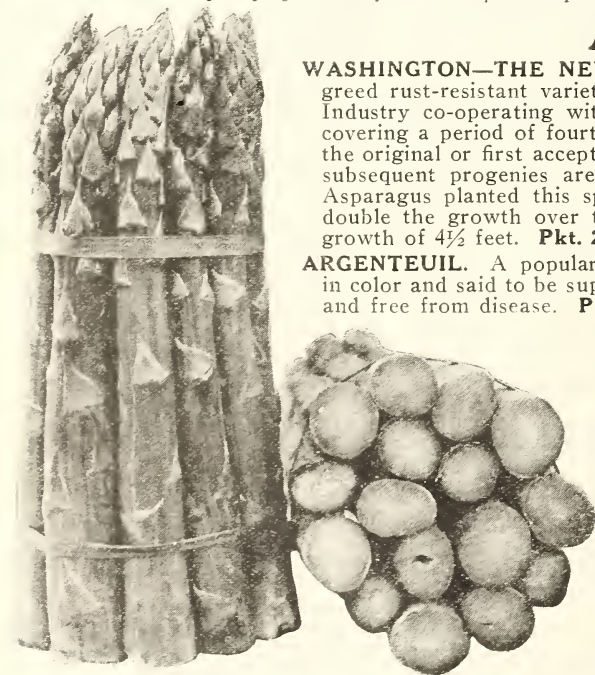 A
WASHINGTON—THE NEW
greed rust-resistant variet
Industry co-operating wit
covering a period of fourt
the original or first accept
subsequent progenies are
Asparagus planted this sp
double the growth over t
growth of 4½ feet. Pkt. 2
ARGENTEUIL. A popular
in color and said to be sup
and free from disease. P